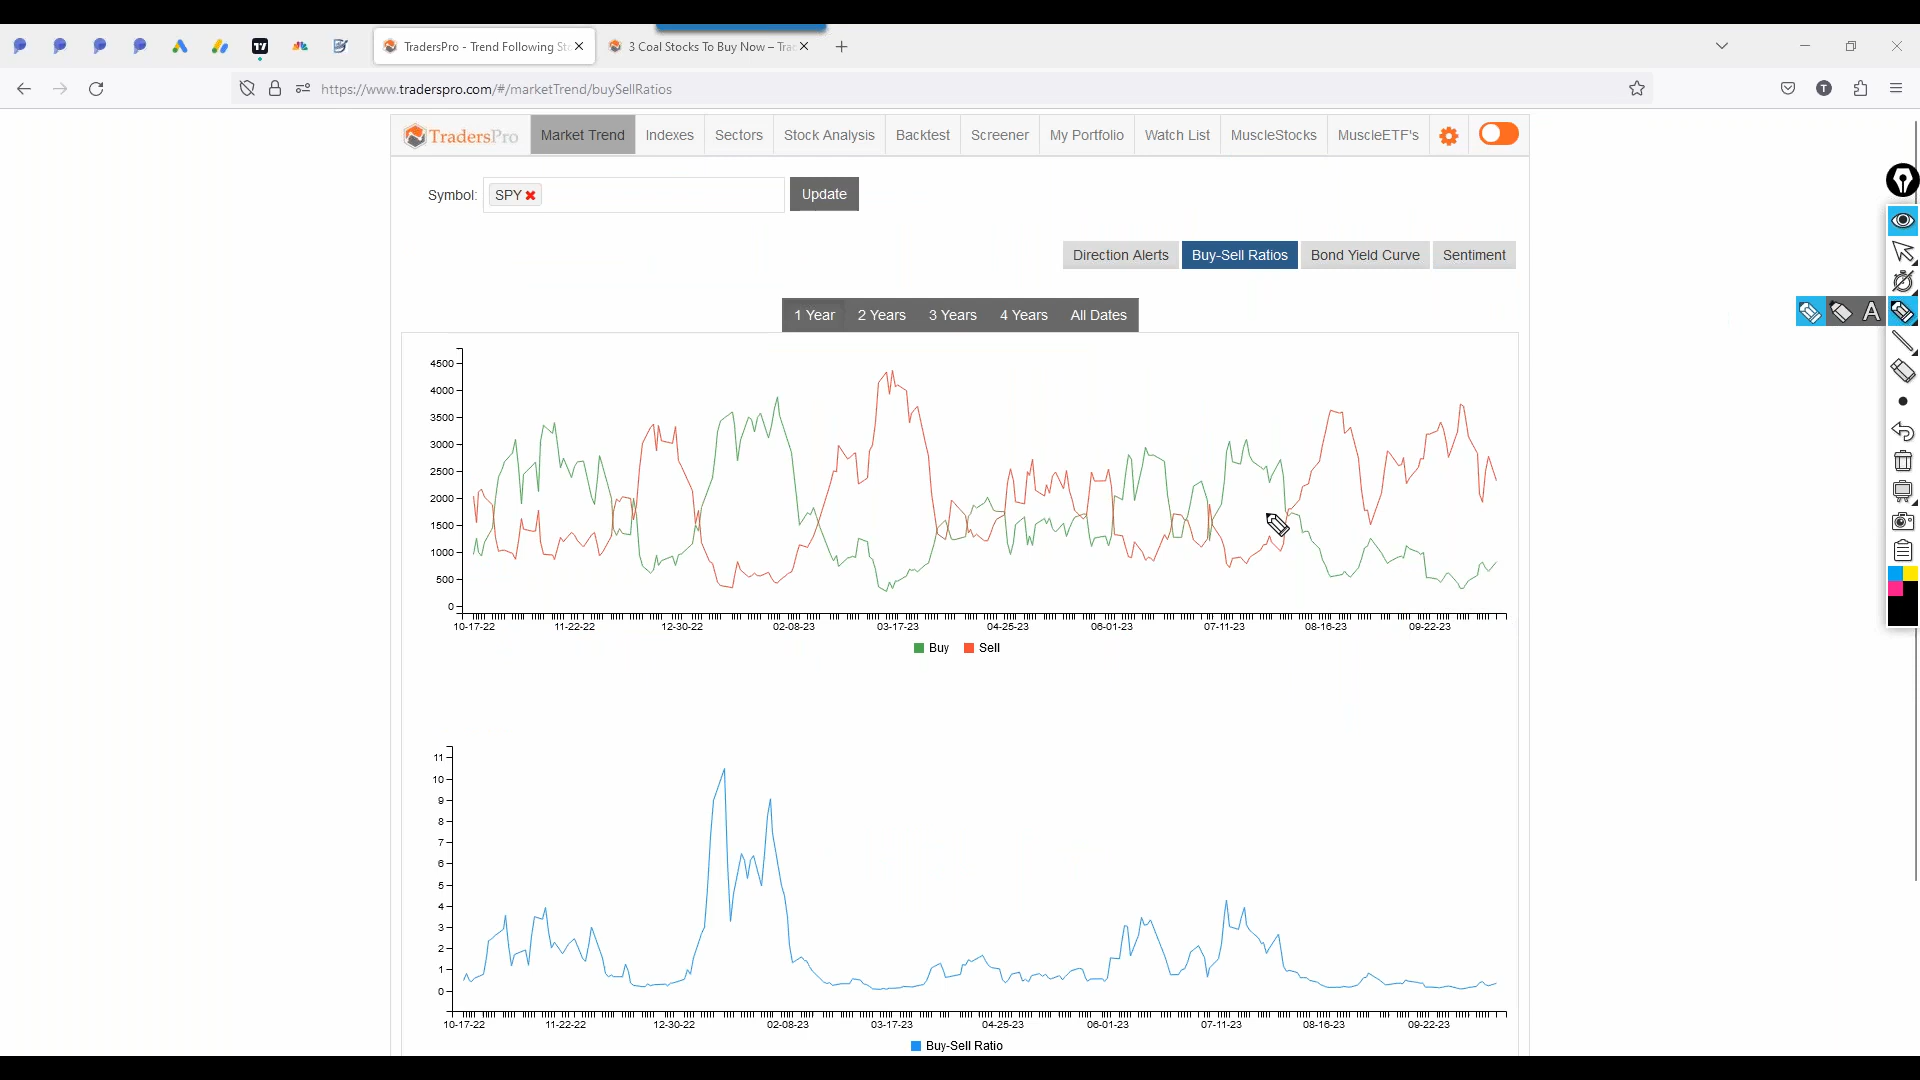 TradersPro - Trend Following Sto
3 Coal Stocks To Buy Now – Trad
https://www.traderspro.com/#/marketTrend/buySellRatios
T
TradersPro
Market Trend
Indexes
Sectors
Stock Analysis
Backtest
Screener
My Portfolio
Watch List
MuscleStocks
MuscleETF's
Symbol:
SPY
Update
Direction Alerts
Buy-Sell Ratios
Bond Yield Curve
Sentiment
A
1 Year
2 Years
3 Years
4 Years
All Dates
4500
4000
3500
3000
2500
2000
1500
1000
500
0
10-17-22
11-22-22
12-30-22
02-08-23
03-17-23
04-25-23
06-01-23
07-11-23
08-16-23
09-22-23
Buy
Sell
11
10
9
8
7
6
5
4
3
2
1
0
10-17-22
11-22-22
12-30-22
02-08-23
03-17-23
04-25-23
06-01-23
07-11-23
08-16-23
09-22-23
Buy-Sell Ratio